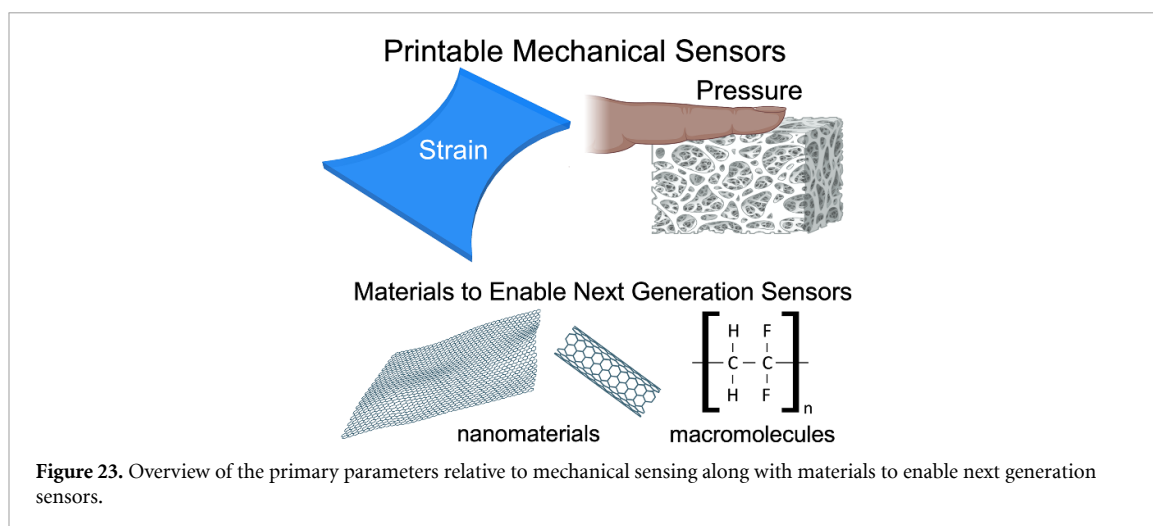 Printable Mechanical Sensors
Pressure
Strain
Materials to Enable Next Generation Sensors
H F
C C
H F
n
nanomaterials macromolecules
Figure 23. Overview of the primary parameters relative to mechanical sensing along with materials to enable next generation
sensors.